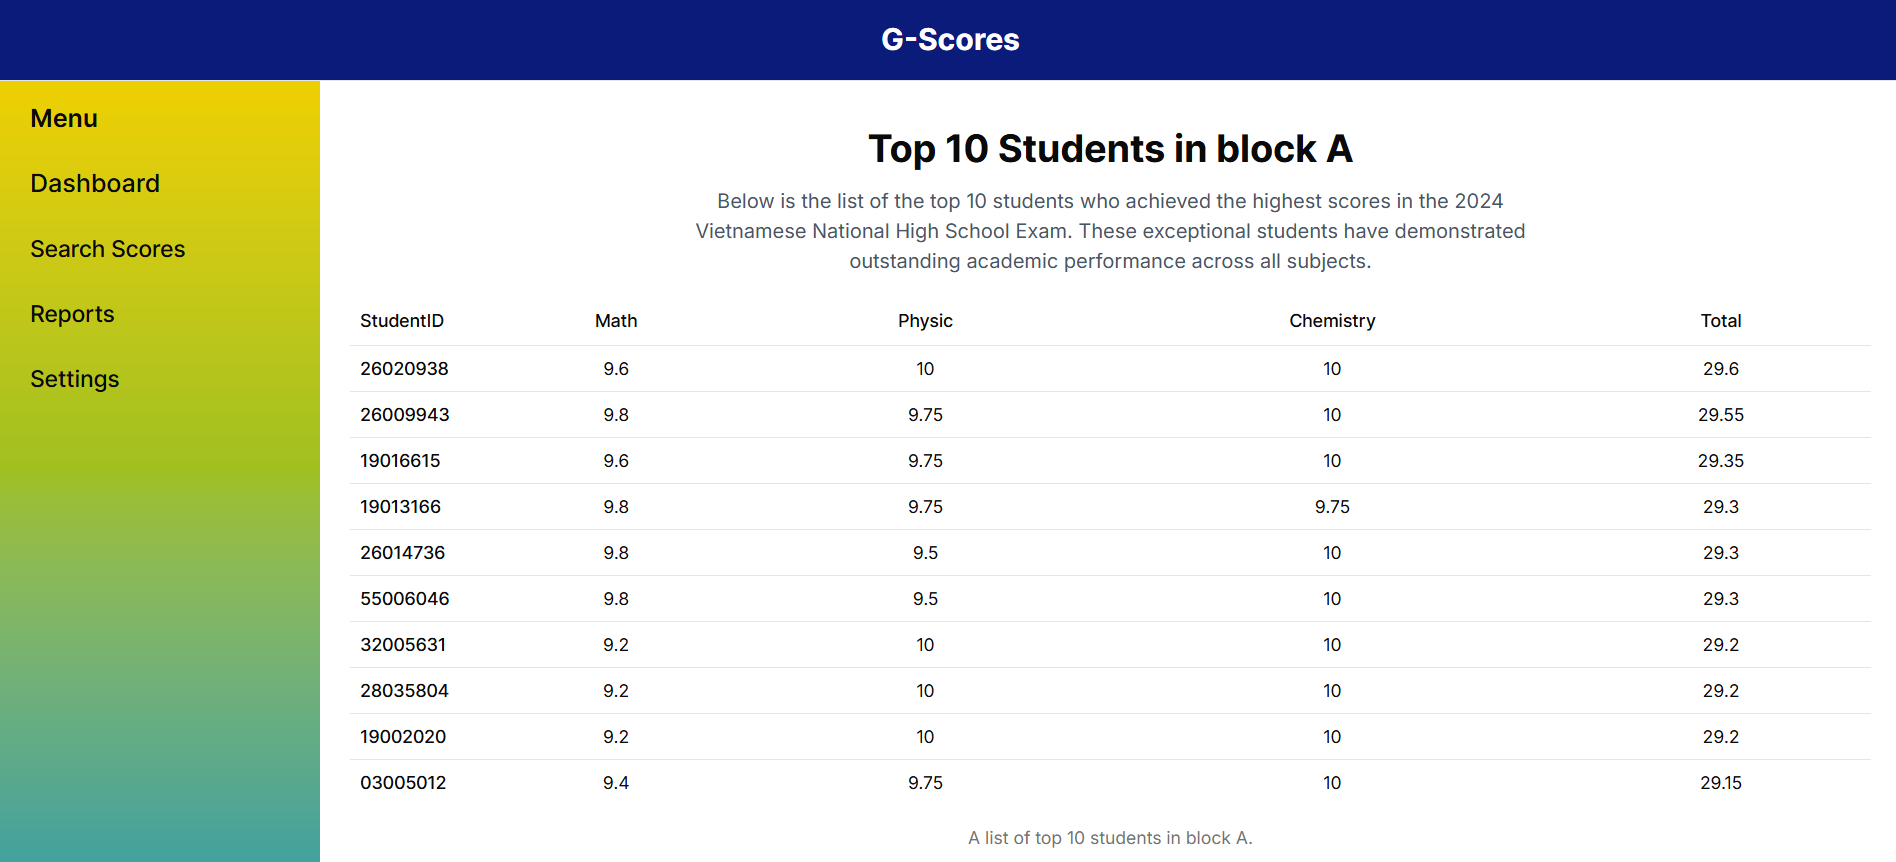 G-Scores
Menu
Dashboard
Search Scores
Reports
Settings
Top 10 Students in block A
Below is the list of the top 10 students who achieved the highest scores in the 2024
Vietnamese National High School Exam. These exceptional students have demonstrated
outstanding academic performance across all subjects.
StudentID Math Physic Chemistry Total
26020938 9.6 10 10 29.6
26009943 9.8 9.75 10 29.55
19016615 9.6 9.75 10 29.35
19013166 9.8 9.75 9.75 29.3
26014736 9.8 9.5 10 29.3
55006046 9.8 9.5 10 29.3
32005631 9.2 10 10 29.2
28035804 9.2 10 10 29.2
19002020 9.2 10 10 29.2
03005012 9.4 9.75 10 29.15
A list of top 10 students in block A.